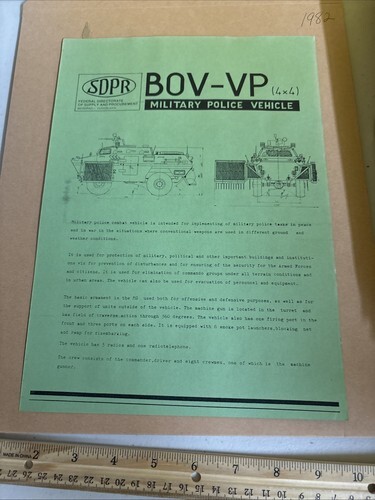 1982
SDPR
FEDERAL DIRECTORATE
OF SUPPLY AND PROCUREMENT
BOV-VP (4x4)
MILITARY POLICE VEHICLE
Military police combat vehicle is intended for inplementing of military police tasks in peace
and in war in the situations where conventional weapons are used in different ground and
weather conditions.
It is used for protection of military, political and other important buildings and institut-
ions via for prevention of disturbances and for ensuring of the security for the armed forces
and citizens. It is used for elimination of commando groups under all terrain conditions and
in urban areas. The vehicle can also be used for evacuation of personnel and equipment.
The basic armament is the MG used both for offensive and defensive purposes, as well as for
the support of units outside of the vehicle. The machine gun is located in the turret and
has field of traverse action through 360 degrees. The vehicle also has one firing port in the
front and three ports on each side. It is equipped with 6 smoke pot launchers,
and lamp for
The vehicle has 2 radios and one radiotelephone.
The crew consists of the commander, driver and eight crewmen, one of which is the machine
gunner.
2 3 4 5 6 7 8 9 10